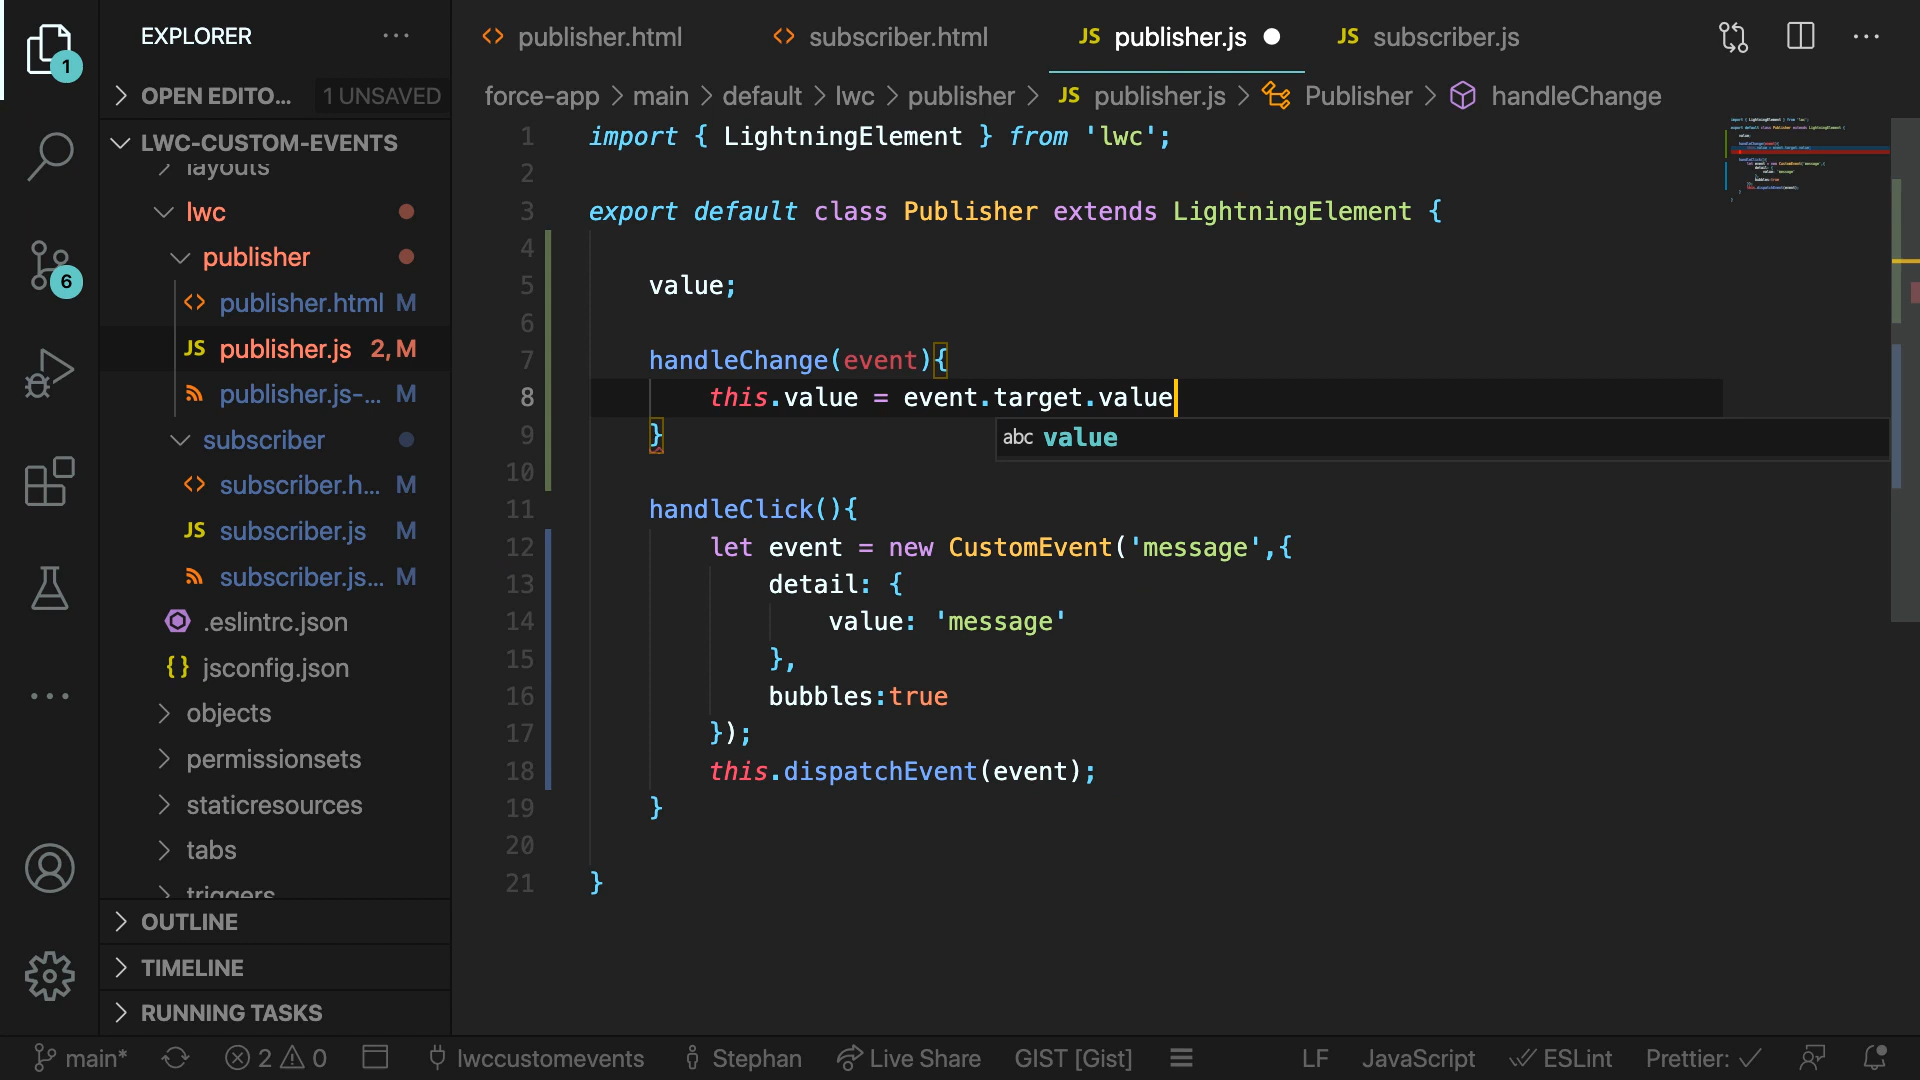 EXPLORER
publisher.html
subscriber.html
JS publisher.js
JS subscriber.js
1
OPEN EDITO... 1 UNSAVED
force-app > main > default > lwc > publisher > JS publisher.js > Publisher > handleChange
LWC-CUSTOM-EVENTS
layouts
lwc
publisher
publisher.html M
JS publisher.js 2, M
publisher.js-... M
subscriber
subscriber.h... M
JS subscriber.js M
subscriber.js... M
.eslintrc.json
{} jsconfig.json
objects
permissionsets
staticresources
tabs
triggers
OUTLINE
TIMELINE
RUNNING TASKS
6
1 import { LightningElement } from 'lwc';
2
3 export default class Publisher extends LightningElement {
4
5 value;
6
7 handleChange(event){
8 this.value = event.target.value
9 }
abc value
10
11 handleClick(){
12 let event = new CustomEvent('message',{
13 detail: {
14 value: 'message'
15 },
16 bubbles:true
17 });
18 this.dispatchEvent(event);
19 }
20
21 }
main* 2 0 lwccustomevents Stephan Live Share GIST [Gist] LF JavaScript ESLint Prettier: ✓